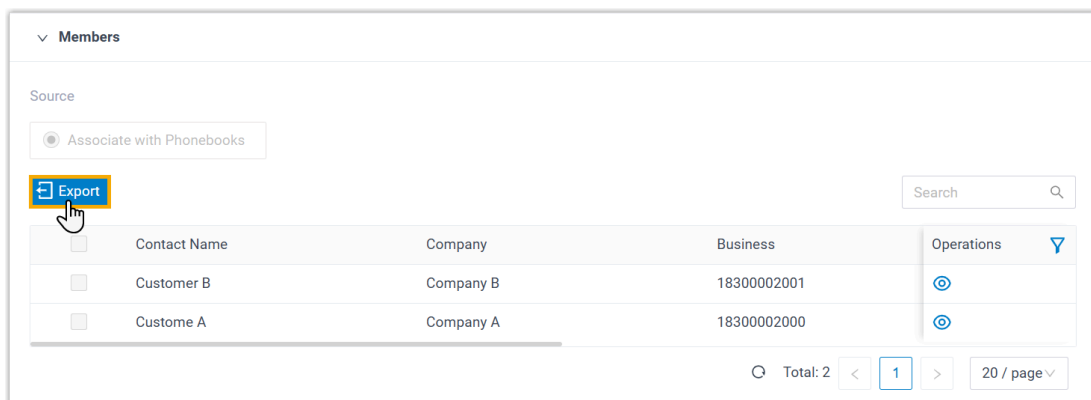 Members
Source
Associate with Phonebooks
Export
Search
Contact Name Company Business Operations
Customer B Company B 18300002001
Custome A Company A 18300002000
Total: 2 < 1 > 20 / page